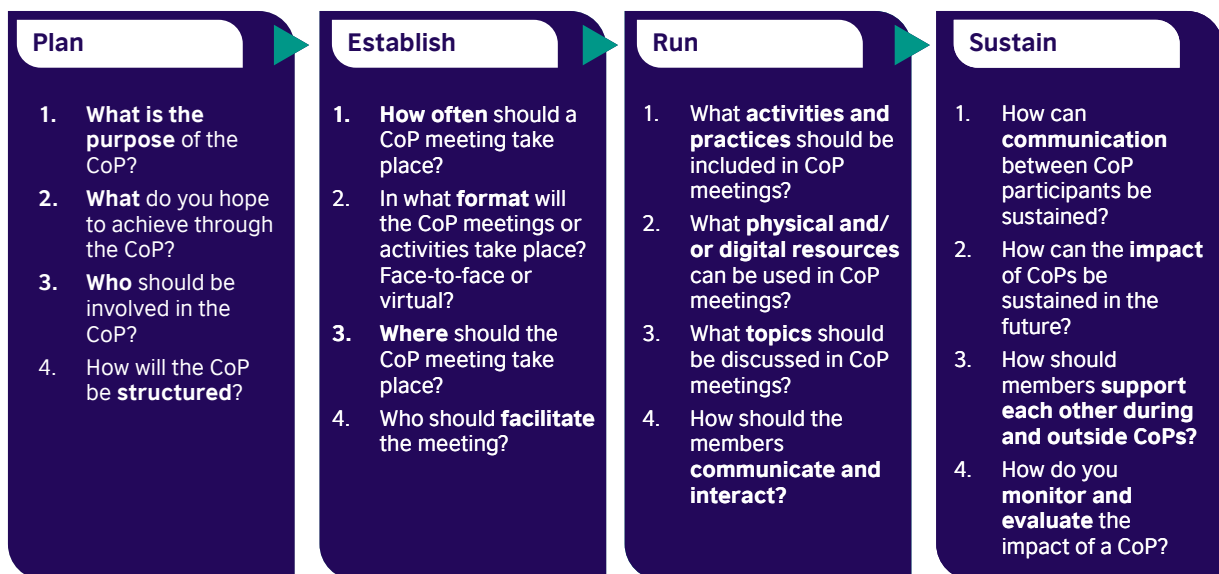 Plan
1. What is the
purpose of the
CoP?
2. What do you hope
to achieve through
the CoP?
3. Who should be
involved in the
CoP?
4. How will the CoP
be structured?
Establish
1. How often should a
CoP meeting take
place?
2. In what format will
the CoP meetings or
activities take place?
Face-to-face or
virtual?
3. Where should the
CoP meeting take
place?
4. Who should facilitate
the meeting?
Run
1. What activities and
practices should be
included in CoP
meetings?
2. What physical and/
or digital resources
can be used in CoP
meetings?
3. What topics should
be discussed in CoP
meetings?
4. How should the
members
communicate and
interact?
Sustain
1. How can
communication
between CoP
participants be
sustained?
2. How can the impact
of CoPs be
sustained in the
future?
3. How should
members support
each other during
and outside CoPs?
4. How do you
monitor and
evaluate the
impact of a CoP?